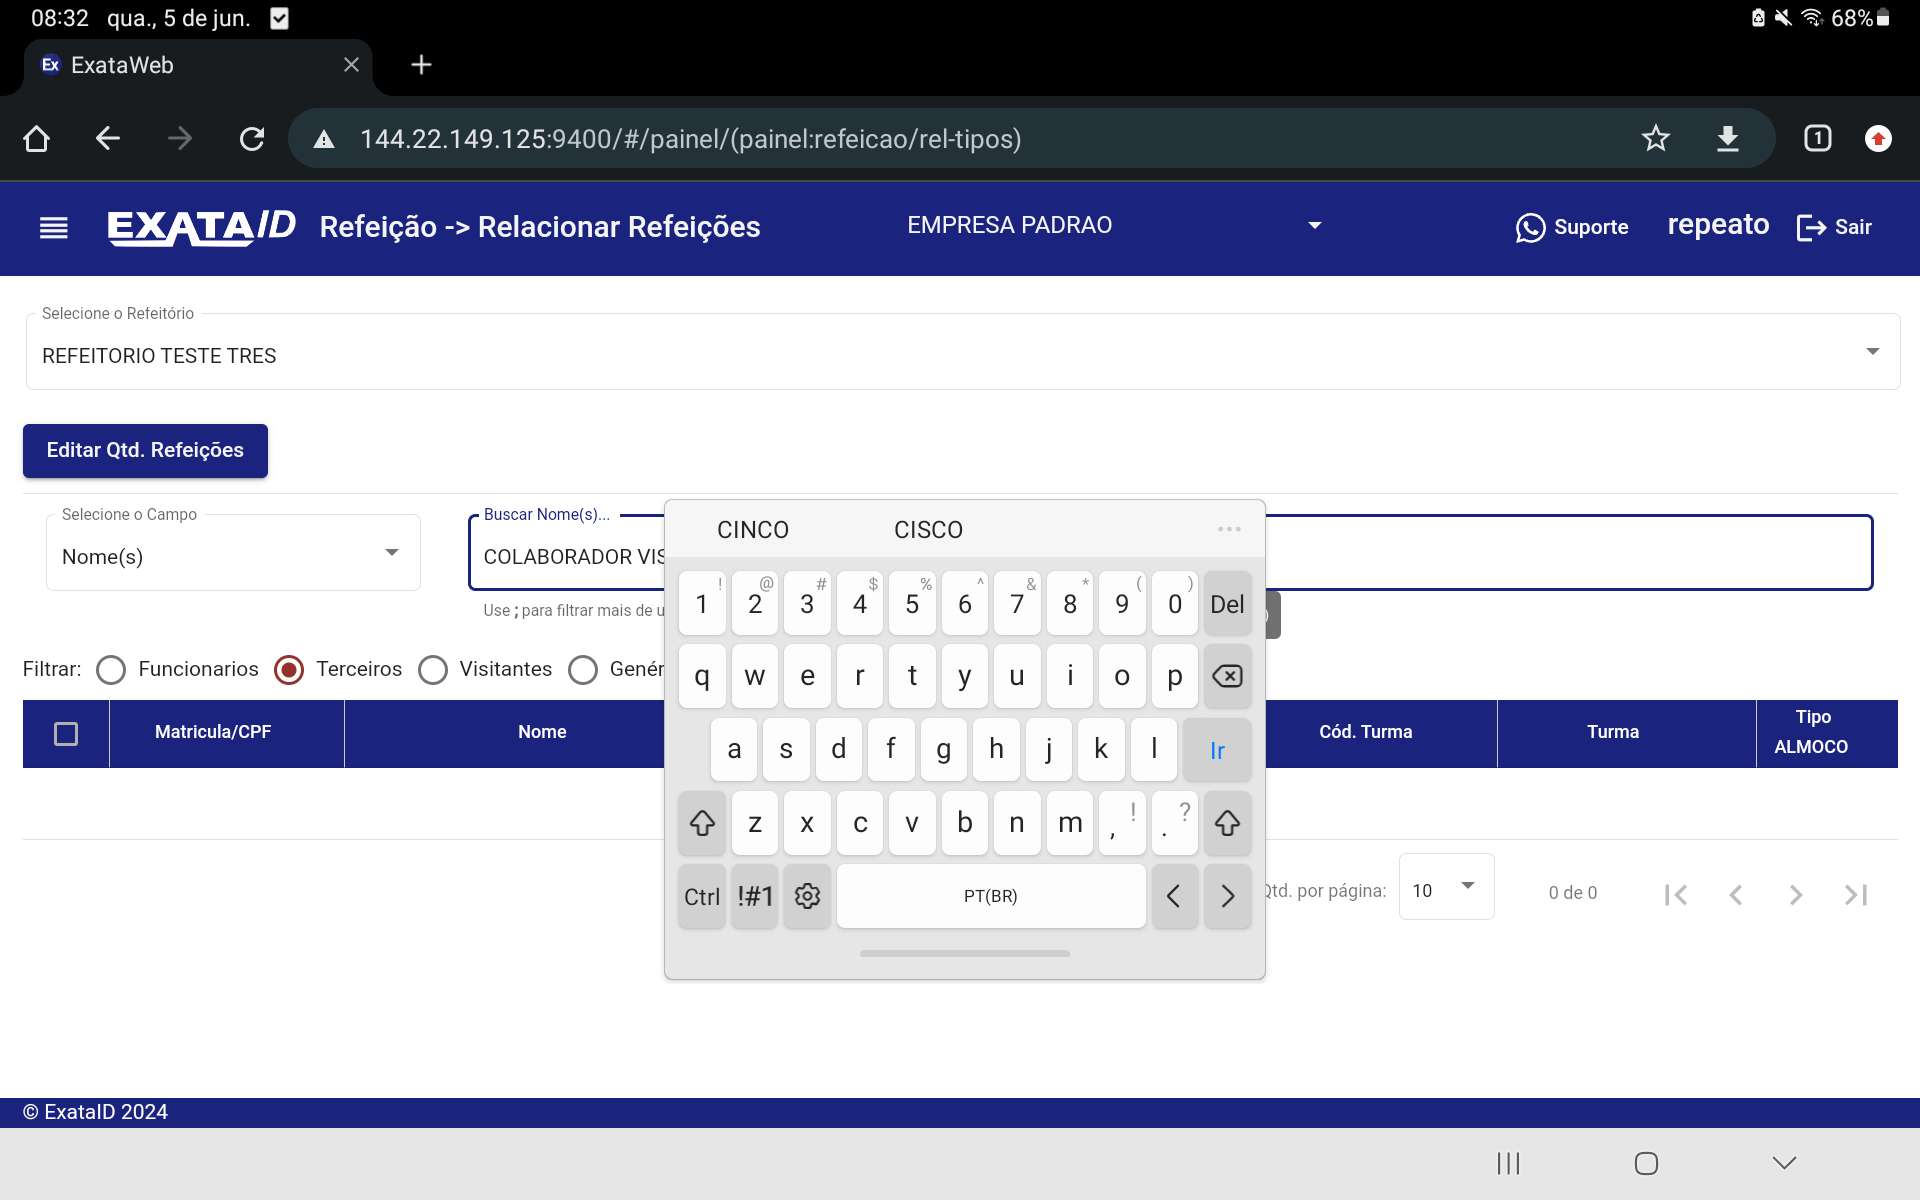 08:32 qua., 5 de jun. 68%
Ex ExataWeb
144.22.149.125:9400/#/painel/(painel:refeicao/rel-tipos) 1
EXATAID Refeição -> Relacionar Refeições EMPRESA PADRAO Suporte repeato Sair
Selecione o Refeitório
REFEITORIO TESTE TRES
Editar Qtd. Refeições
Selecione o Campo
Nome(s)
Buscar Nome(s)...
COLABORADOR VIS
Use ; para filtrar mais de u
CINCO CISCO ...
! @ # $ % ^ & * ( )
1 2 3 4 5 6 7 8 9 0 Del
q w e r t y u i o p
a s d f g h j k l Ir
z x c v b n m , ! . ?
Ctrl !#1 PT(BR) < >
Filtrar: Funcionarios Terceiros Visitantes Genér
Matricula/CPF Nome Cód. Turma Turma Tipo
ALMOCO
Qtd. por página: 10 0 de 0
© ExataID 2024